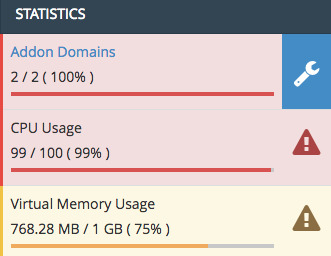 STATISTICS
Addon Domains
2 / 2 ( 100% )
CPU Usage
99 / 100 ( 99% )
Virtual Memory Usage
768.28 MB / 1 GB ( 75% )